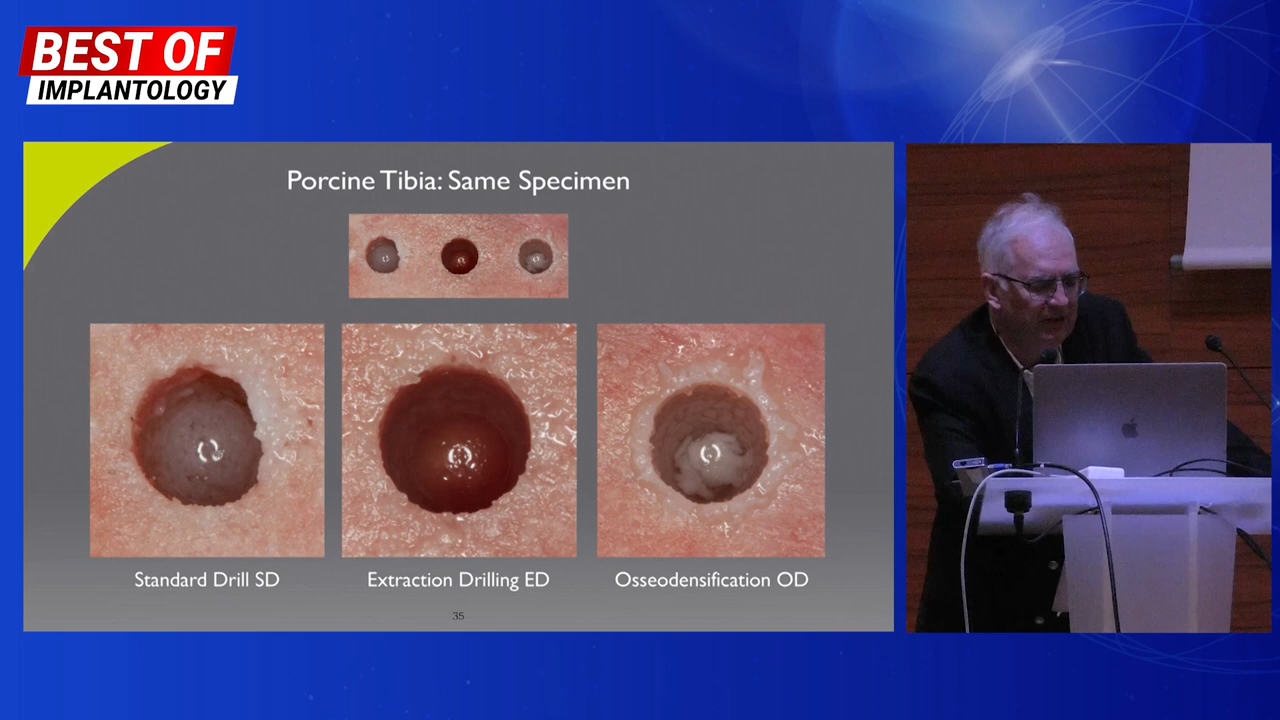 BEST OF
IMPLANTOLOGY
Porcine Tibia: Same Specimen
Standard Drill SD
Extraction Drilling ED
Osseodensification OD
35